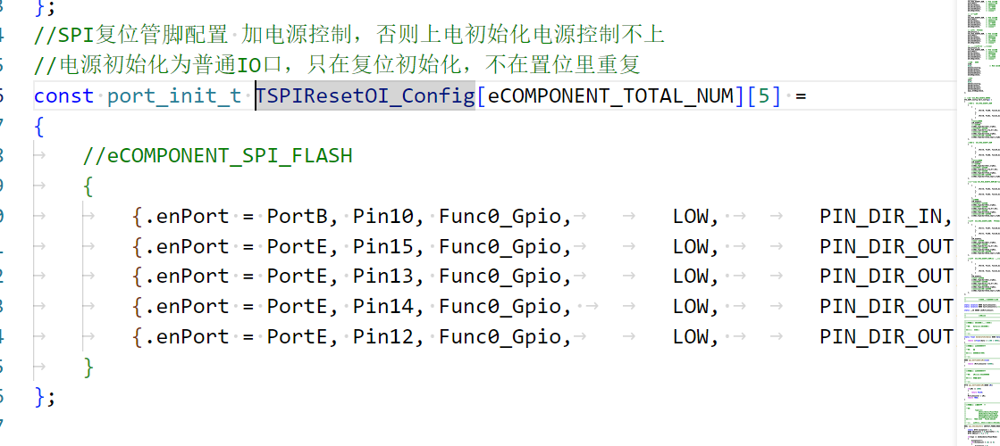 };
//SPI复位管脚配置 加电源控制，否则上电初始化电源控制不上
//电源初始化为普通IO口，只在复位初始化，不在置位里重复
const port_init_t TSPIResetOI_Config[eCOMPONENT_TOTAL_NUM][5] =
{
//eCOMPONENT_SPI_FLASH
{
{.enPort = PortB, Pin10, Func0_Gpio, LOW, PIN_DIR_IN,
{.enPort = PortE, Pin15, Func0_Gpio, LOW, PIN_DIR_OUT
{.enPort = PortE, Pin13, Func0_Gpio, LOW, PIN_DIR_OUT
{.enPort = PortE, Pin14, Func0_Gpio, LOW, PIN_DIR_OUT
{.enPort = PortE, Pin12, Func0_Gpio, LOW, PIN_DIR_OUT
}
};